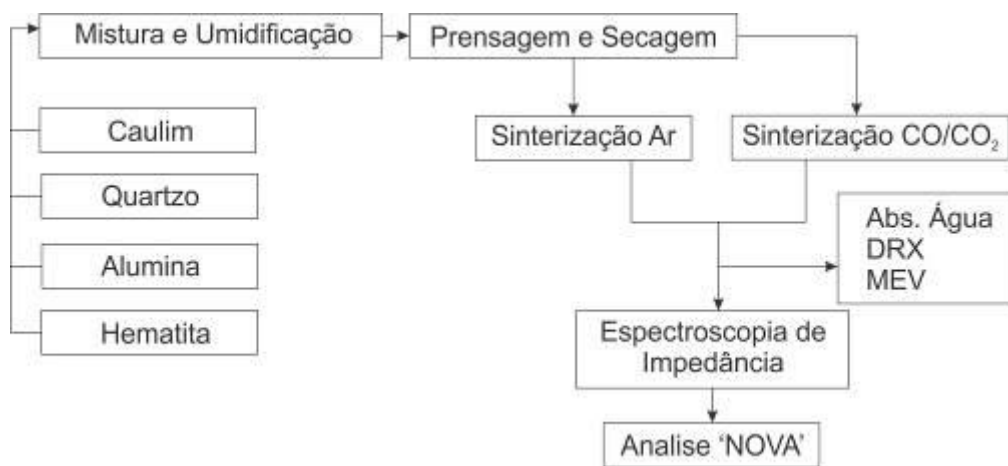 Mistura e Umidificação
Prensagem e Secagem
Caulim
Quartzo
Alumina
Hematita
Sinterização Ar
Sinterização CO/CO₂
Abs. Água
DRX
MEV
Espectroscopia de
Impedância
Analise ‘NOVA’